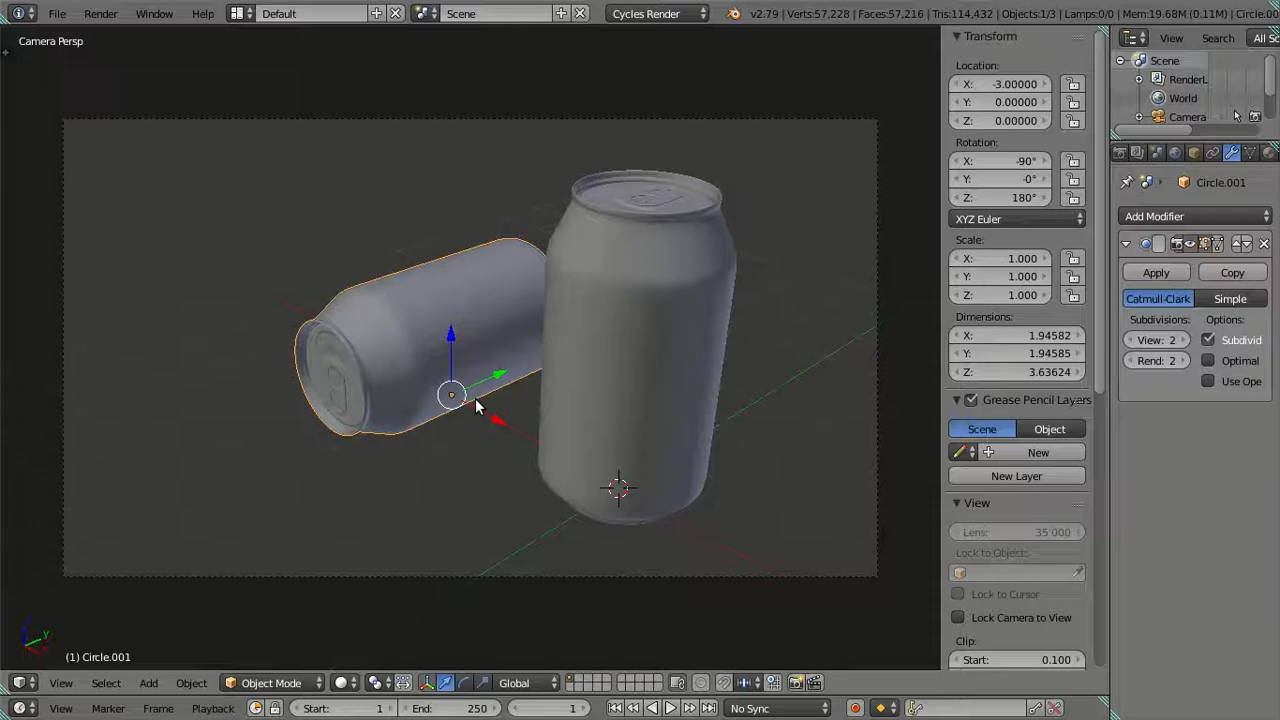 File Render Window Help Default Scene Cycles Render v2.79 | Verts:57,228 | Faces:57,216 | Tris:114,432 | Objects:1/3 | Lamps:0/0 | Mem:19.68M (0.11M) | Circle.00
Camera Persp
Transform
Location:
X: -3.00000
Y: 0.00000
Z: 0.00000
Rotation:
X: -90°
Y: -0°
Z: 180°
XYZ Euler
Scale:
X: 1.000
Y: 1.000
Z: 1.000
Dimensions:
X: 1.94582
Y: 1.94585
Z: 3.63624
Grease Pencil Layers
Scene Object
New
New Layer
View
Lens: 35.000
Lock to Object:
Lock to Cursor
Lock Camera to View
Clip:
Start: 0.100
View Search All Sc
Scene
RenderL
World
Camera
Circle.001
Add Modifier
Apply Copy
Catmull-Clark Simple
Subdivisions: Options:
View: 2 Subdivid
Rend: 2 Optimal
Use Ope
(1) Circle.001
View Select Add Object Object Mode Global
View Marker Frame Playback Start: 1 End: 250 1 No Sync